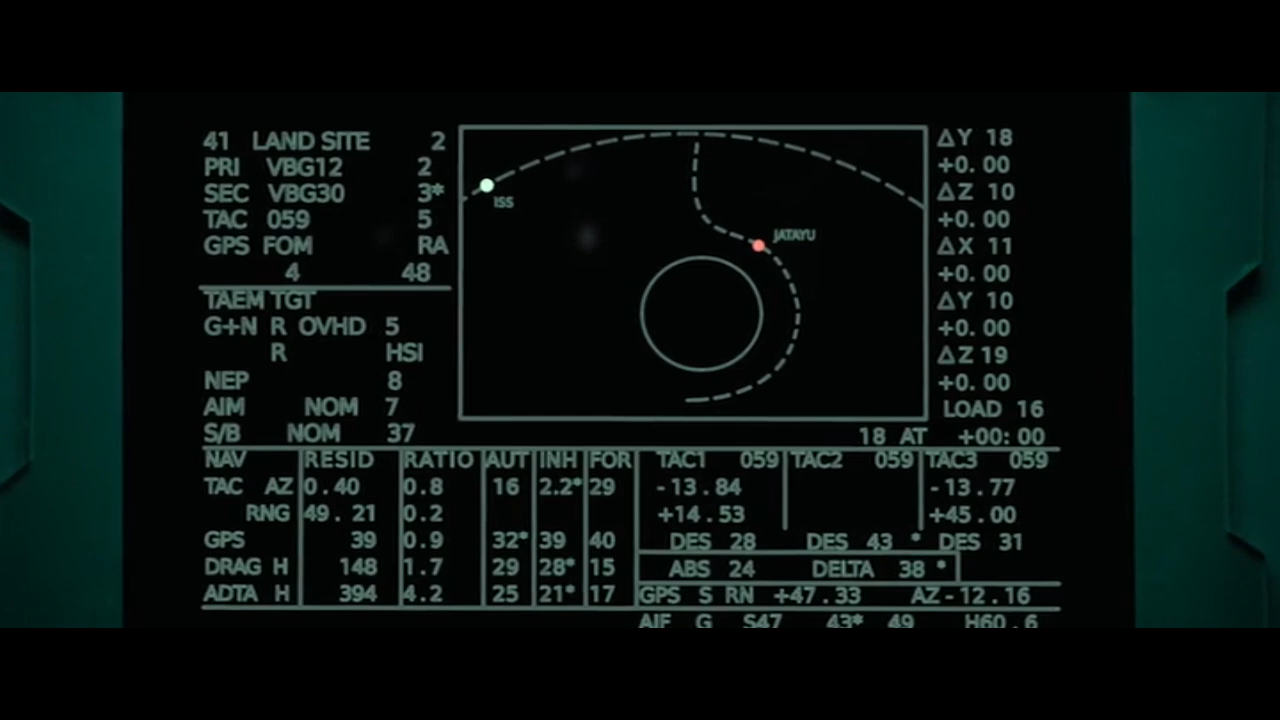 41 LAND SITE 2
PRI VBG12 2
SEC VBG30 3*
TAC 059 5
GPS FOM RA
4 48
TAEM TGT
G+N R OVHD 5
R HSI
NEP 8
AIM NOM 7
S/B NOM 37
ISS
JATAYU
ΔY 18
+0.00
ΔZ 10
+0.00
ΔX 11
+0.00
ΔY 10
+0.00
ΔZ 19
+0.00
LOAD 16
18 AT +00:00
NAV RESID RATIO AUT INH FOR TAC1 059 TAC2 059 TAC3 059
TAC AZ 0.40 0.8 16 2.2* 29 -13.84 -13.77
RNG 49.21 0.2 +14.53 +45.00
GPS 39 0.9 32* 39 40 DES 28 DES 43 * DES 31
DRAG H 148 1.7 29 28* 15 ABS 24 DELTA 38 *
ADTA H 394 4.2 25 21* 17 GPS S RN +47.33 AZ-12.16
AIF G S47 43* 49 H60.6